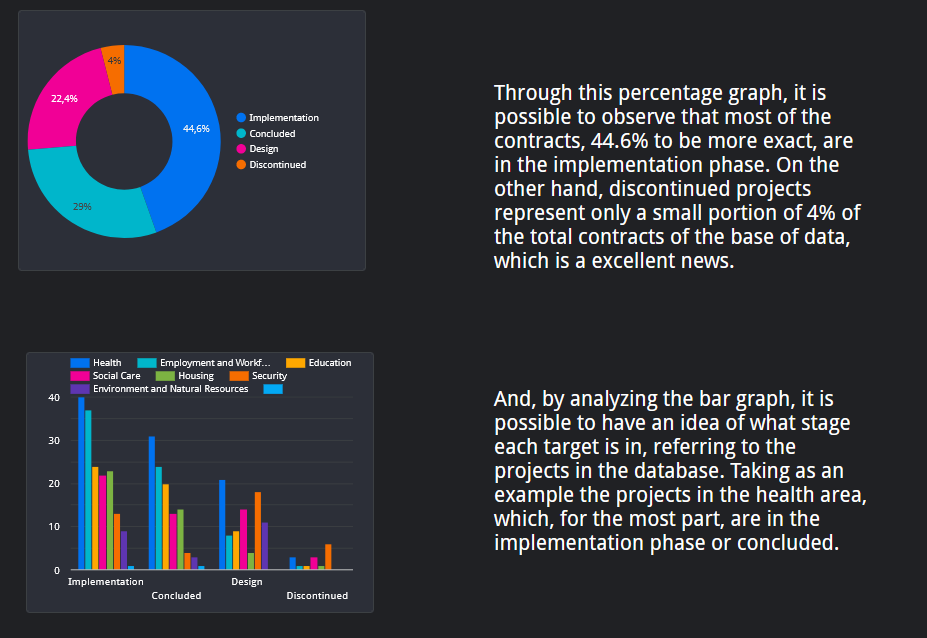 4%
22,4%
44,6%
29%
Implementation
Concluded
Design
Discontinued
Through this percentage graph, it is
possible to observe that most of the
contracts, 44.6% to be more exact, are
in the implementation phase. On the
other hand, discontinued projects
represent only a small portion of 4% of
the total contracts of the base of data,
which is a excellent news.
Health Employment and Workf... Education
Social Care Housing Security
Environment and Natural Resources
40
30
20
10
0
Implementation
Concluded
Design
Discontinued
And, by analyzing the bar graph, it is
possible to have an idea of what stage
each target is in, referring to the
projects in the database. Taking as an
example the projects in the health area,
which, for the most part, are in the
implementation phase or concluded.